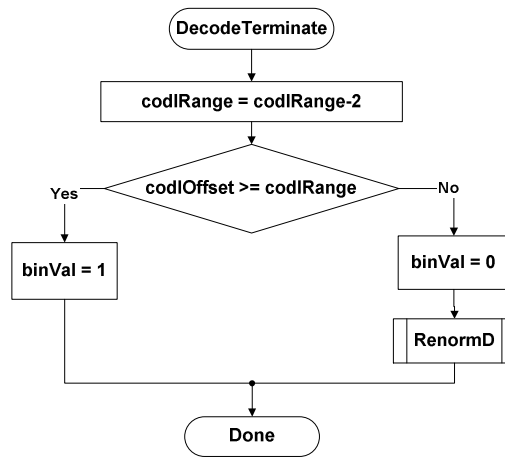 DecodeTerminate
codIRange = codIRange-2
codIOffset >= codIRange
Yes
No
binVal = 1
binVal = 0
RenormD
Done